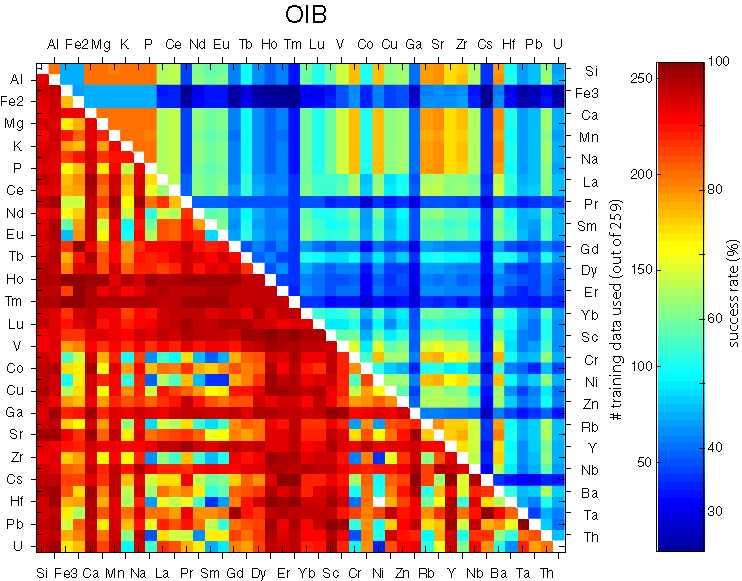 OIB
Al Fe2 Mg K P Ce Nd Eu Tb Ho Tm Lu V Co Cu Ga Sr Zr Cs Hf Pb U
Al
Fe2
Mg
K
P
Ce
Nd
Eu
Tb
Ho
Tm
Lu
V
Co
Cu
Ga
Sr
Zr
Cs
Hf
Pb
U
Si
Fe3
Ca
Mn
Na
La
Pr
Sm
Gd
Dy
Er
Yb
Sc
Cr
Ni
Zn
Rb
Y
Nb
Ba
Ta
Th
Si Fe3 Ca Mn Na La Pr Sm Gd Dy Er Yb Sc Cr Ni Zn Rb Y Nb Ba Ta Th
# training data used (out of 259)
250
200
150
100
50
100
80
60
40
30
success rate (%)